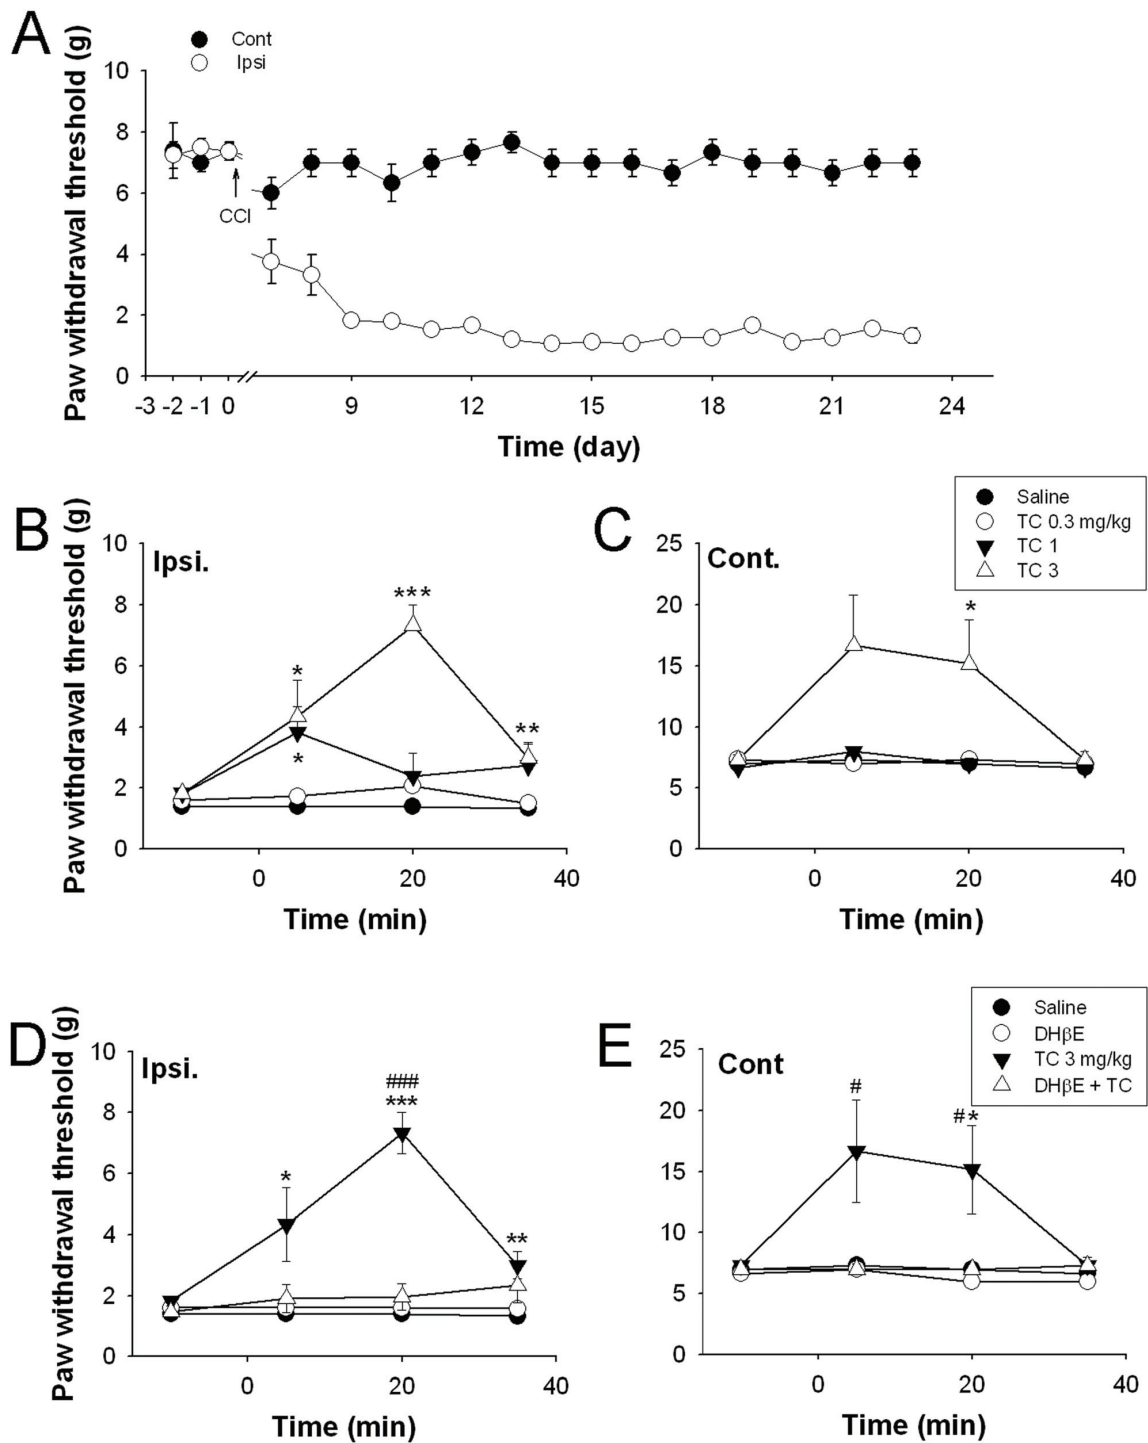 A
Cont
Ipsi
Paw withdrawal threshold (g)
10
8
6
4
2
0
CCI
-3 -2 -1 0 9 12 15 18 21 24
Time (day)
B
Ipsi.
Paw withdrawal threshold (g)
10
8
6
4
2
0
*
*
***
**
0 20 40
Time (min)
C
Cont.
Saline
TC 0.3 mg/kg
TC 1
TC 3
25
20
15
10
5
0
*
0 20 40
Time (min)
D
Ipsi.
Paw withdrawal threshold (g)
10
8
6
4
2
0
*
###
***
**
0 20 40
Time (min)
E
Cont
Saline
DHβE
TC 3 mg/kg
DHβE + TC
25
20
15
10
5
0
#
#*
0 20 40
Time (min)